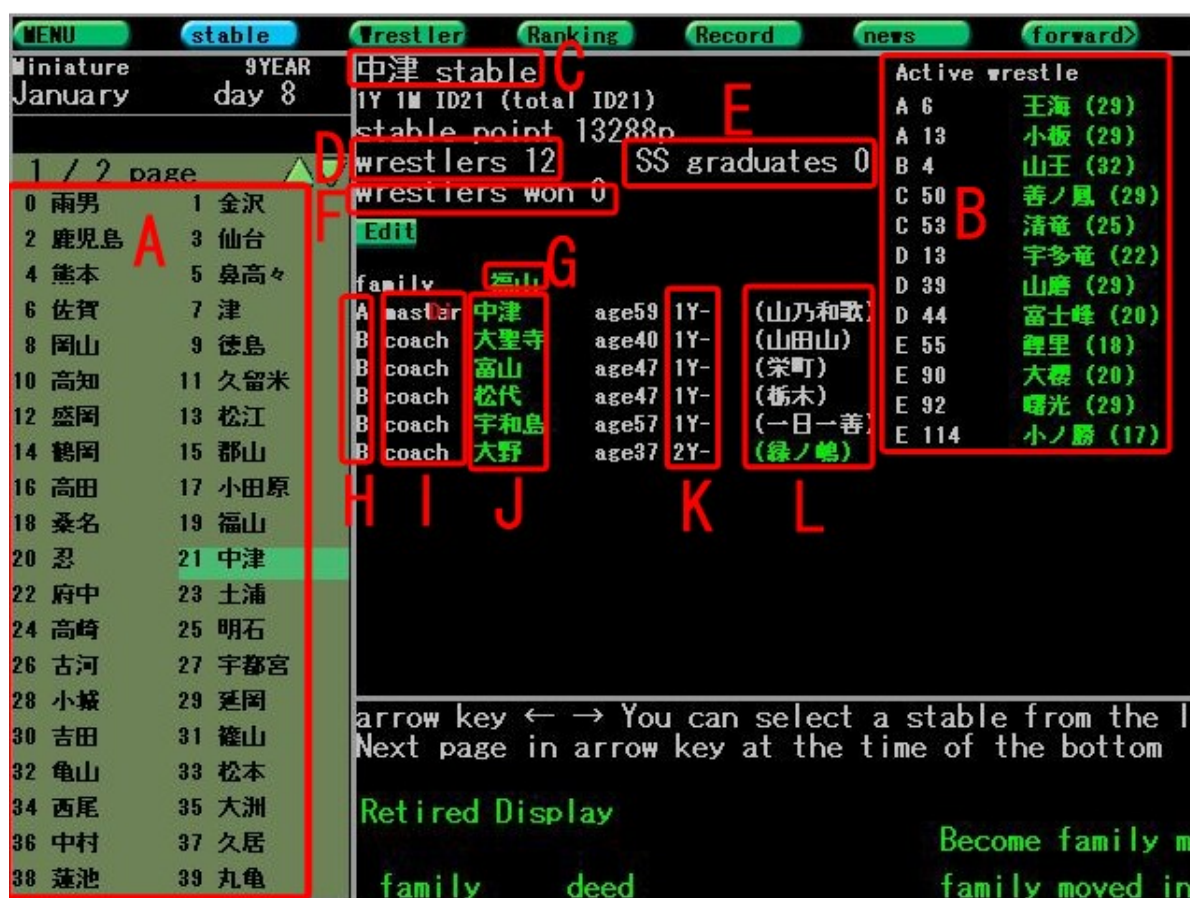 MENU stable Wrestler Ranking Record news forward>
Miniature 9YEAR
January day 8
1 / 2 page
A
0 雨男 1 金沢
2 鹿児島 3 仙台
4 熊本 5 鼻高々
6 佐賀 7 津
8 岡山 9 徳島
10 高知 11 久留米
12 盛岡 13 松江
14 鶴岡 15 郡山
16 高田 17 小田原
18 桑名 19 福山
20 忍 21 中津
22 府中 23 土浦
24 高崎 25 明石
26 古河 27 宇都宮
28 小城 29 延岡
30 吉田 31 篠山
32 亀山 33 松本
34 西尾 35 大洲
36 中村 37 久居
38 蓮池 39 丸亀
中津 stable C
1Y 1M ID21 (total ID21)
stable point 13288p
E
D wrestlers 12 SS graduates 0
F wrestlers won 0
Edit
family 福山 G
A master 中津 age59 1Y- (山乃和歌)
B coach 大聖寺 age40 1Y- (山田山)
B coach 富山 age47 1Y- (栄町)
B coach 松代 age47 1Y- (栃木)
B coach 宇和島 age57 1Y- (一日一善)
B coach 大野 age37 2Y- (緑ノ嶋)
H I J K L
Active wrestle
B
A 6 王海 (29)
A 13 小板 (29)
B 4 山王 (32)
C 50 善ノ鳳 (29)
C 53 清竜 (25)
D 13 宇多竜 (22)
D 39 山磨 (29)
D 44 富士峰 (20)
E 55 鯉里 (18)
E 90 大櫻 (20)
E 92 曙光 (29)
E 114 小ノ勝 (17)
arrow key ← → You can select a stable from the l
Next page in arrow key at the time of the bottom
Retired Display
Become family m
family deed family moved in